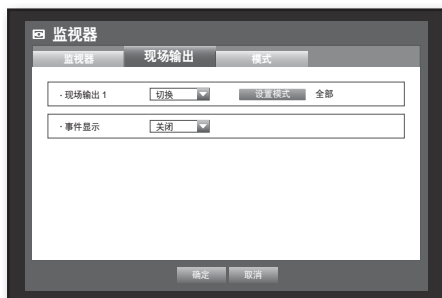 监视器
监视器 现场输出 模式
· 现场输出 1 切换 设置模式 全部
· 事件显示 关闭
确定 取消